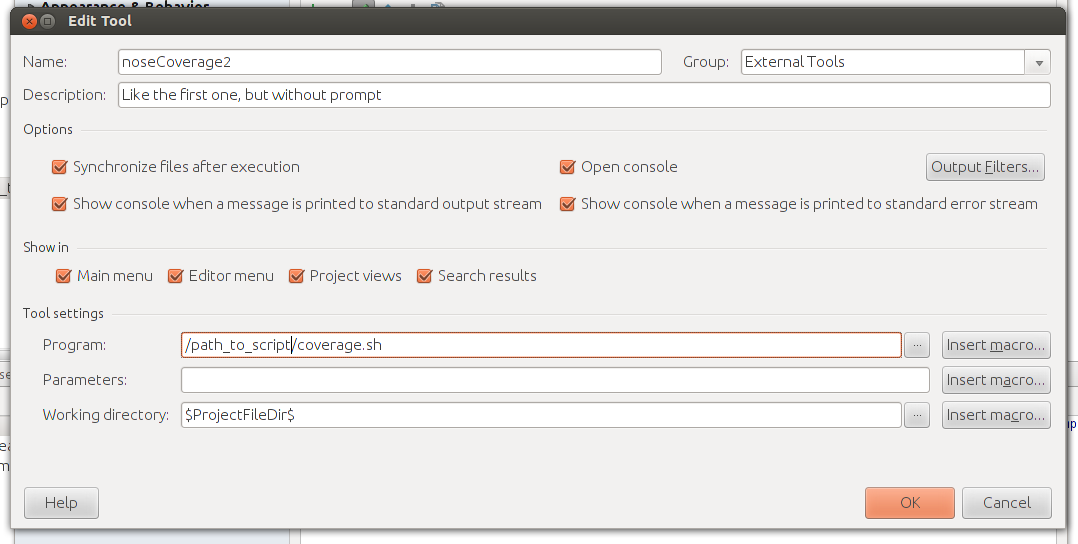 Appearance & Behavior
Edit Tool
Name: noseCoverage2 Group: External Tools
Description: Like the first one, but without prompt
Options
Synchronize files after execution Open console Output Filters...
Show console when a message is printed to standard output stream Show console when a message is printed to standard error stream
Show in
Main menu Editor menu Project views Search results
Tool settings
Program: /path_to_script/coverage.sh ... Insert macro...
Parameters: Insert macro...
Working directory: $ProjectFileDir$ ... Insert macro...
Help OK Cancel